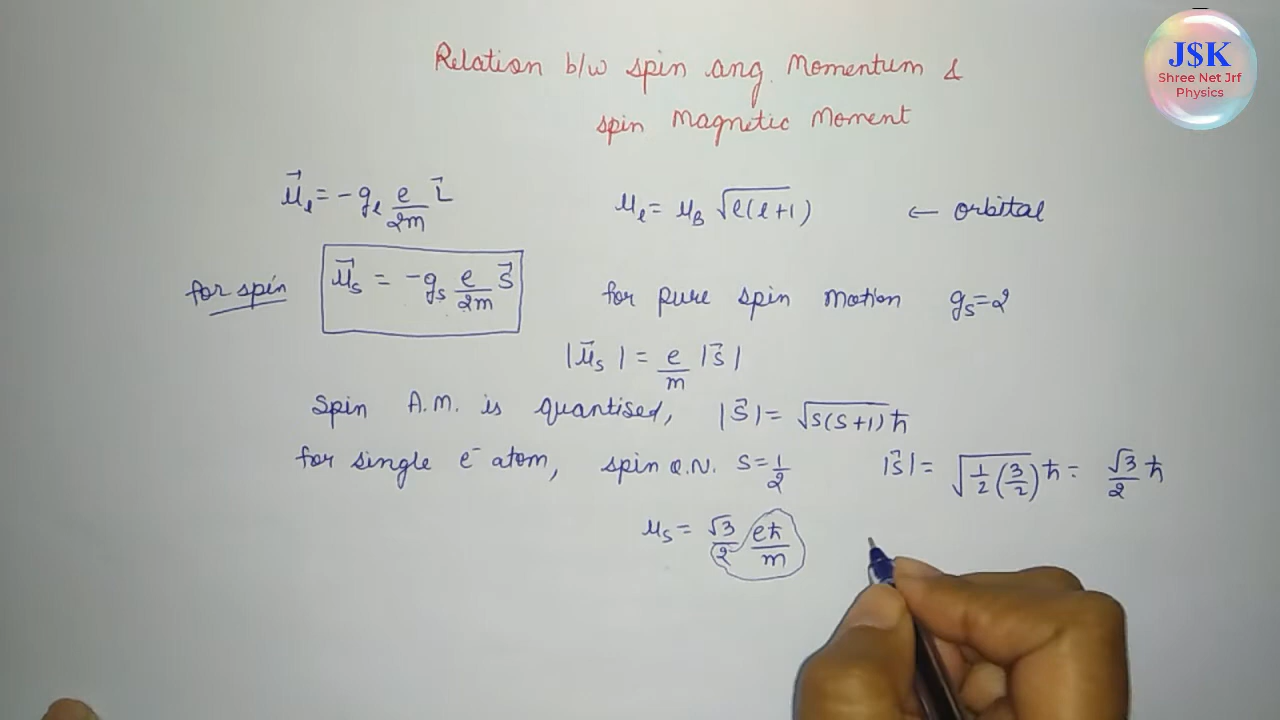 JSK
Shree Net Jrf
Physics
Relation b/w spin ang. Momentum &
spin Magnetic Moment
μ⃗ₗ = -gₗ e/2m L⃗    μₗ = μ_B √l(l+1)    ← orbital
for spin    μ⃗ₛ = -gₛ e/2m S⃗    for pure spin motion gₛ=2
|μ⃗ₛ| = e/m |S⃗|
Spin A.M. is quantised, |S⃗| = √s(s+1) ħ
for single e⁻ atom, spin Q.N. S=1/2    |S⃗| = √1/2(3/2) ħ = √3/2 ħ
μₛ = √3/2 eħ/m